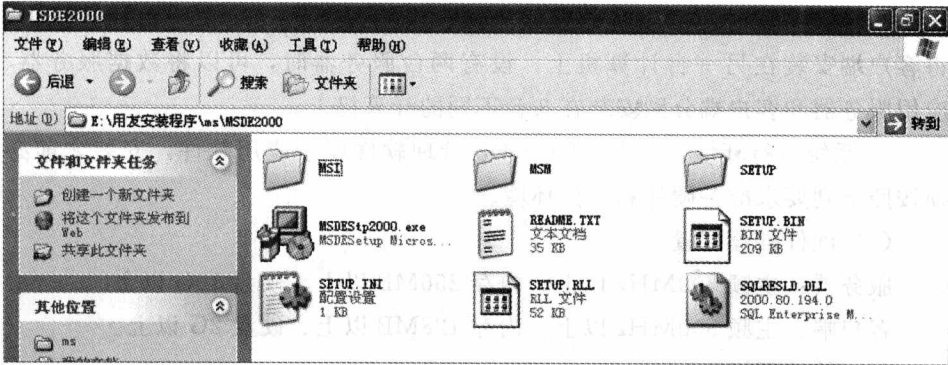 MSDE2000
文件(F) 编辑(E) 查看(V) 收藏(A) 工具(T) 帮助(H)
后退 搜索 文件夹
地址(D) E:\用友安装程序\ms\MSDE2000 转到
文件和文件夹任务
创建一个新文件夹
将这个文件夹发布到
Web
共享此文件夹
其他位置
ms
MSI
MSM
SETUP
MSDEStp2000.exe
MSDESetup Micros...
README.TXT
文本文档
35 KB
SETUP.BIN
BIN 文件
209 KB
SETUP.INI
配置设置
1 KB
SETUP.RLL
RLL 文件
52 KB
SQLRESLD.DLL
2000.80.194.0
SQL Enterprise M...